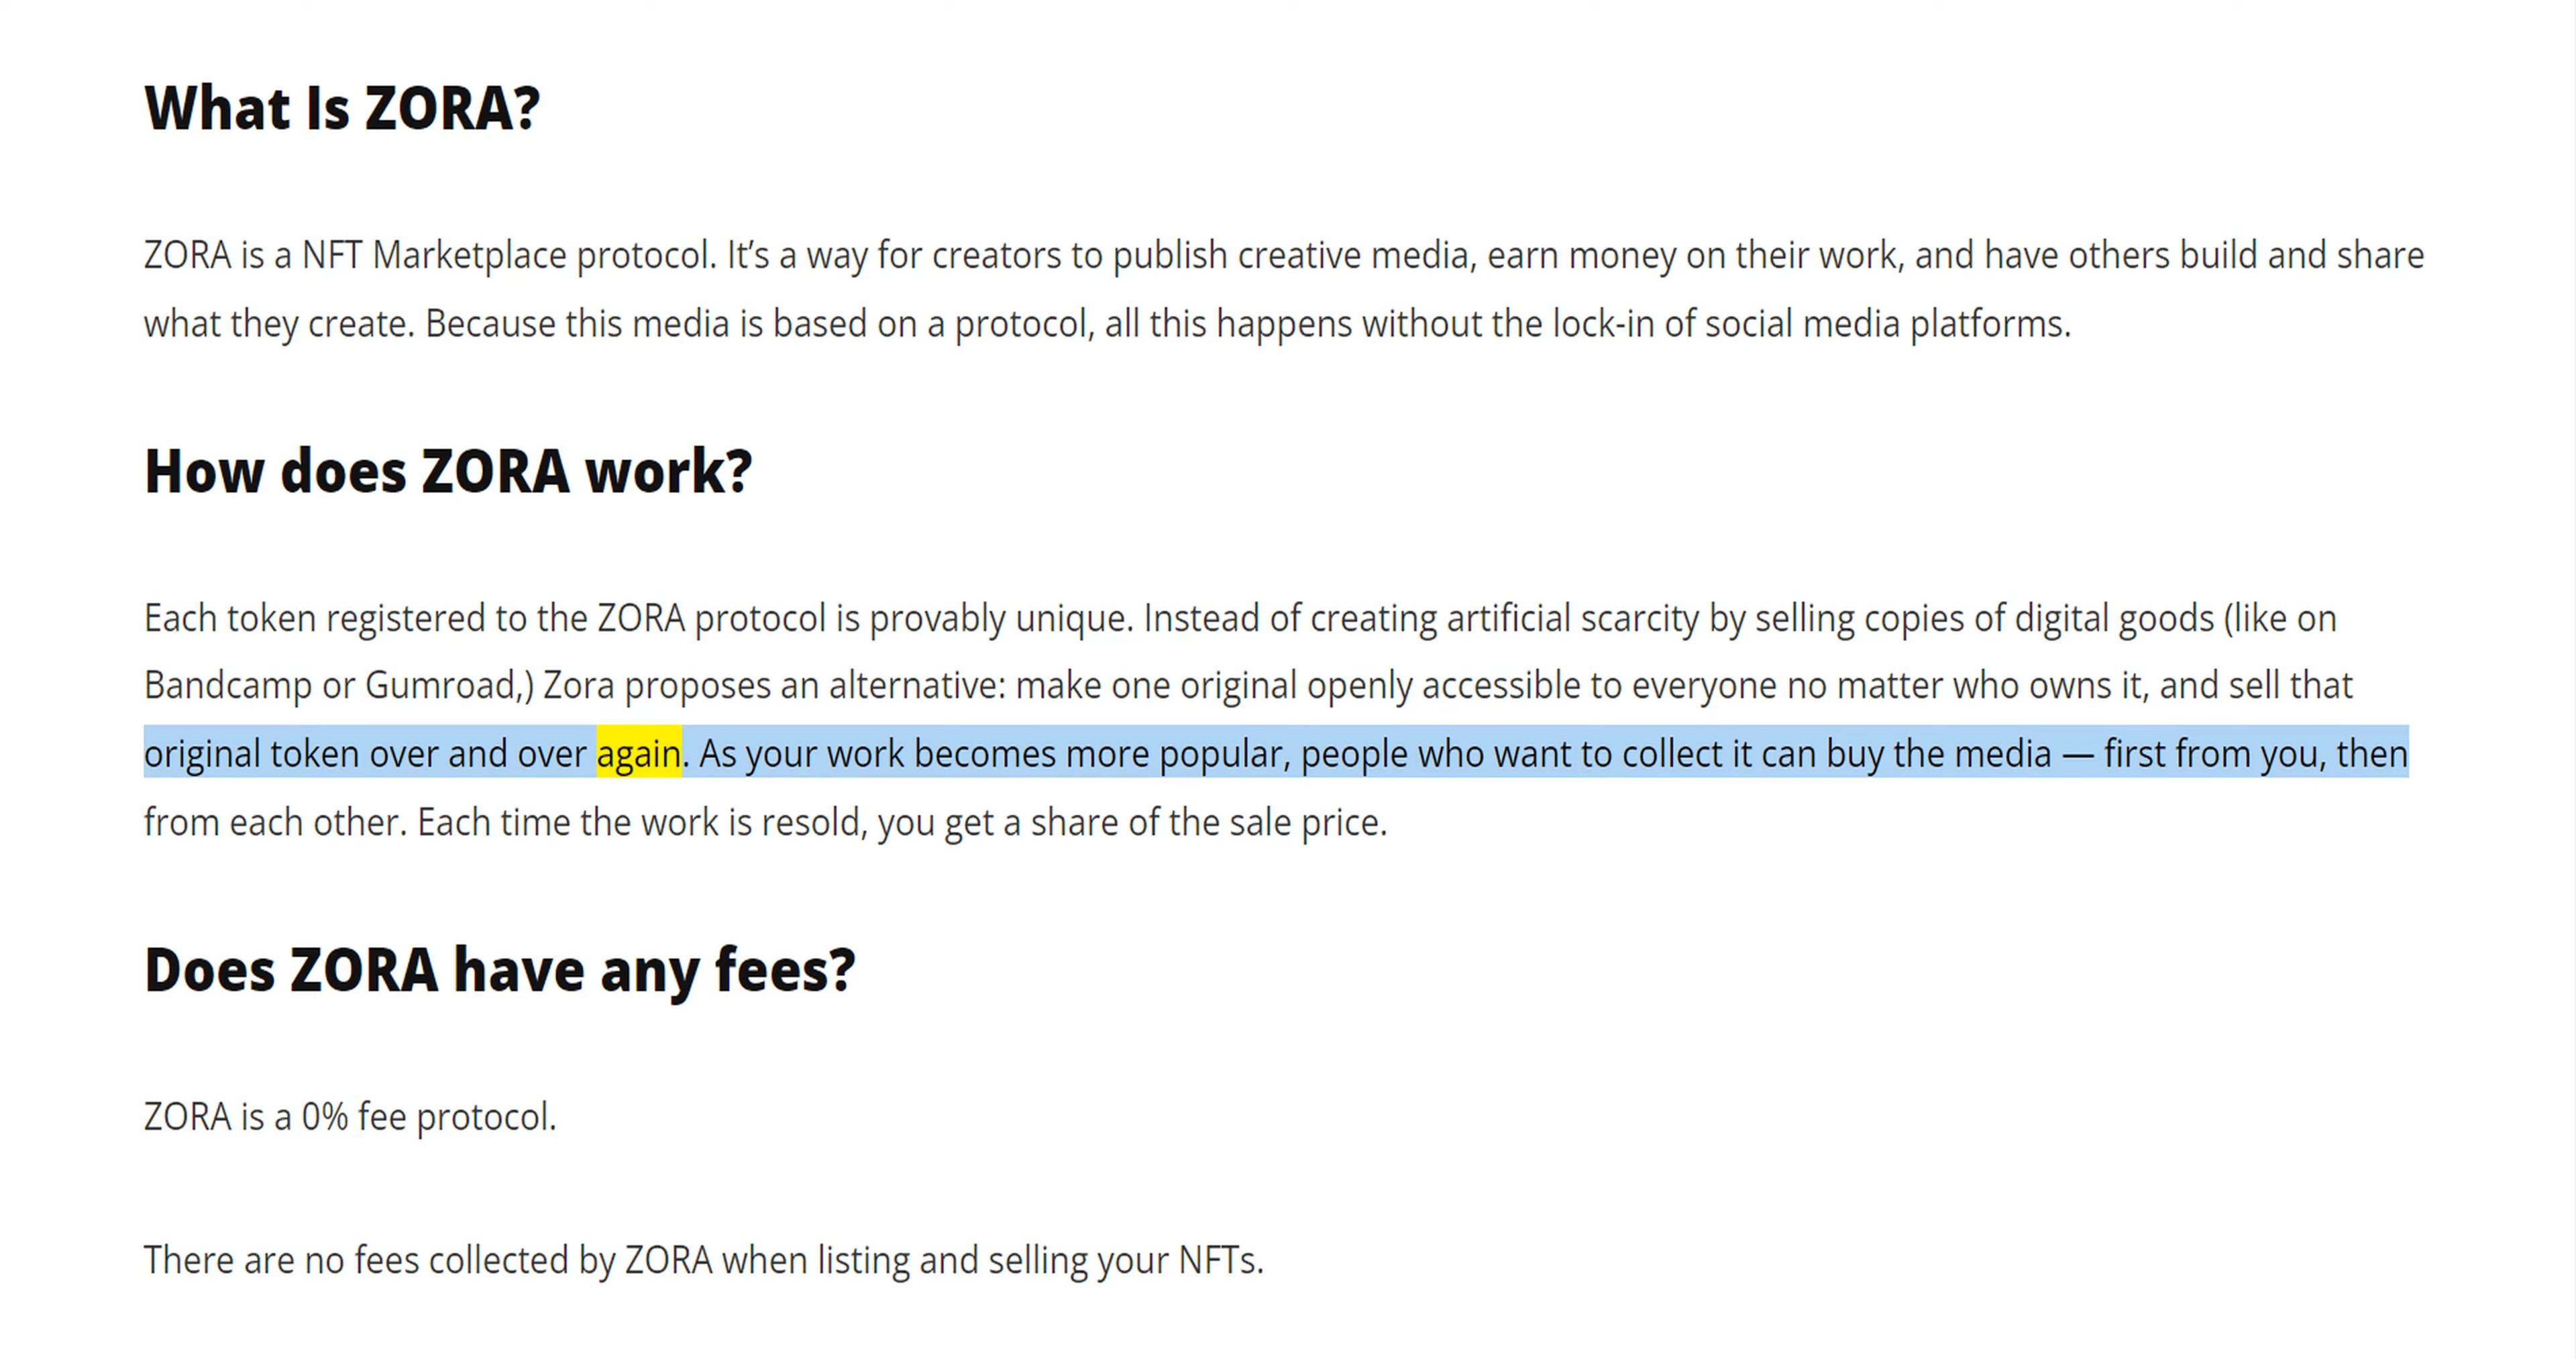 What Is ZORA?
ZORA is a NFT Marketplace protocol. It’s a way for creators to publish creative media, earn money on their work, and have others build and share
what they create. Because this media is based on a protocol, all this happens without the lock-in of social media platforms.
How does ZORA work?
Each token registered to the ZORA protocol is provably unique. Instead of creating artificial scarcity by selling copies of digital goods (like on
Bandcamp or Gumroad,) Zora proposes an alternative: make one original openly accessible to everyone no matter who owns it, and sell that
original token over and over again. As your work becomes more popular, people who want to collect it can buy the media — first from you, then
from each other. Each time the work is resold, you get a share of the sale price.
Does ZORA have any fees?
ZORA is a 0% fee protocol.
There are no fees collected by ZORA when listing and selling your NFTs.